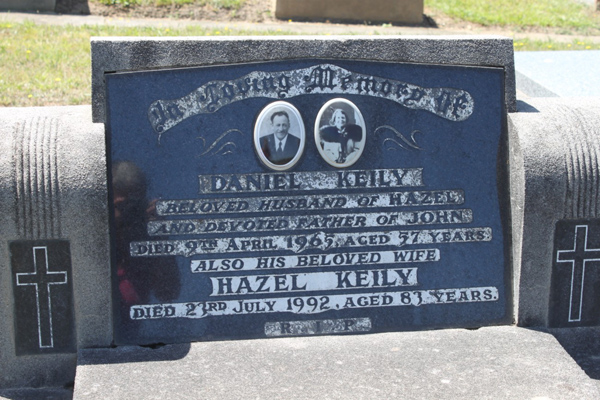 In Loving Memory of
DANIEL KEILY
BELOVED HUSBAND OF HAZEL
AND DEVOTED FATHER OF JOHN
DIED 9TH APRIL 1965, AGED 57 YEARS
ALSO HIS BELOVED WIFE
HAZEL KEILY
DIED 23RD JULY 1992, AGED 83 YEARS.
R.I.P.